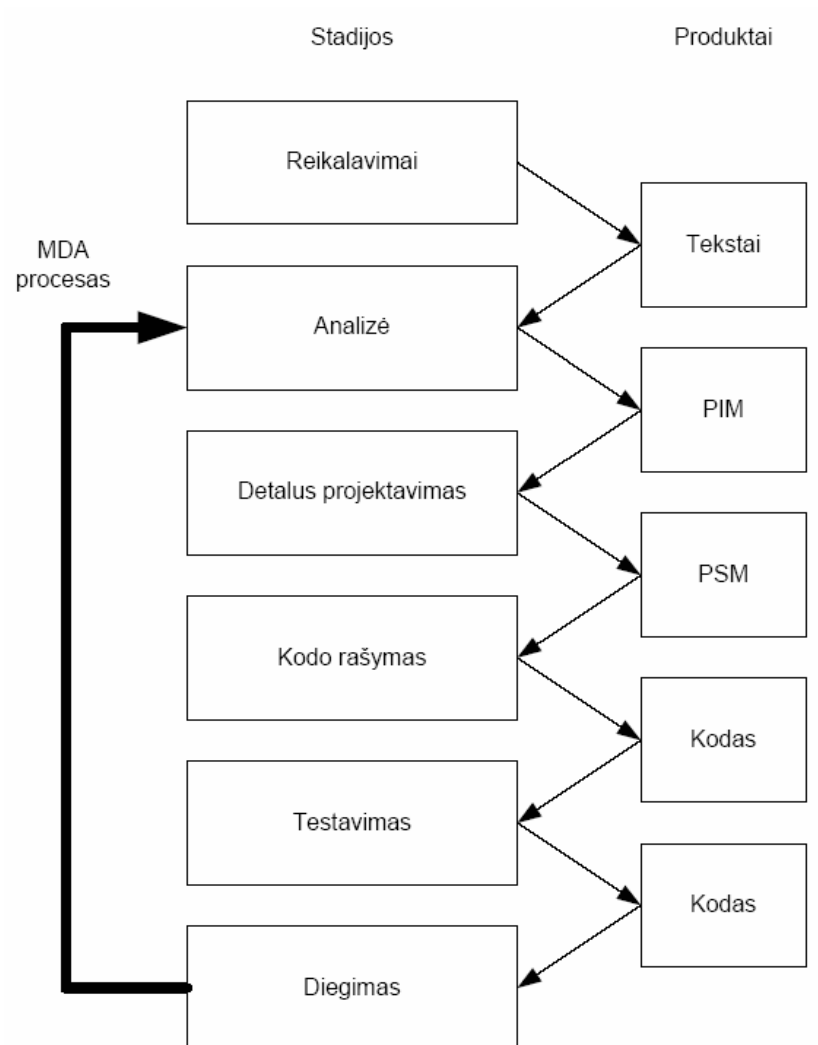 Stadijos
Produktai
Reikalavimai
Tekstai
MDA
procesas
Analizė
PIM
Detalus projektavimas
PSM
Kodo rašymas
Kodas
Testavimas
Kodas
Diegimas